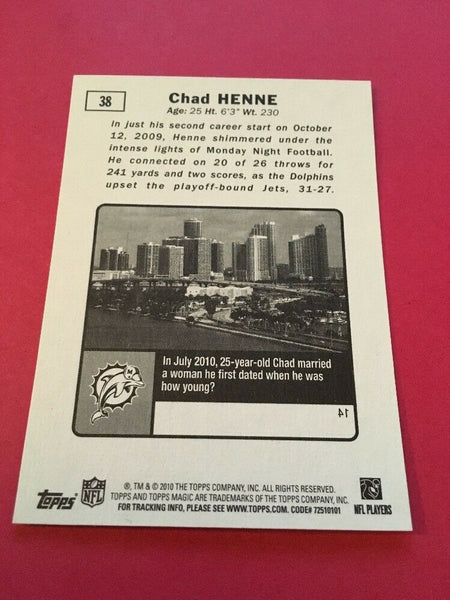 38
Chad HENNE
Age: 25 Ht. 6'3" Wt. 230
In just his second career start on October
12, 2009, Henne shimmered under the
intense lights of Monday Night Football.
He connected on 20 of 26 throws for
241 yards and two scores, as the Dolphins
upset the playoff-bound Jets, 31-27.
In July 2010, 25-year-old Chad married
a woman he first dated when he was
how young?
14
®, TM & © 2010 THE TOPPS COMPANY, INC. ALL RIGHTS RESERVED.
TOPPS AND TOPPS MAGIC ARE TRADEMARKS OF THE TOPPS COMPANY, INC.
FOR TRACKING INFO, PLEASE SEE WWW.TOPPS.COM. CODE# 72510101
topps
NFL
NFL PLAYERS